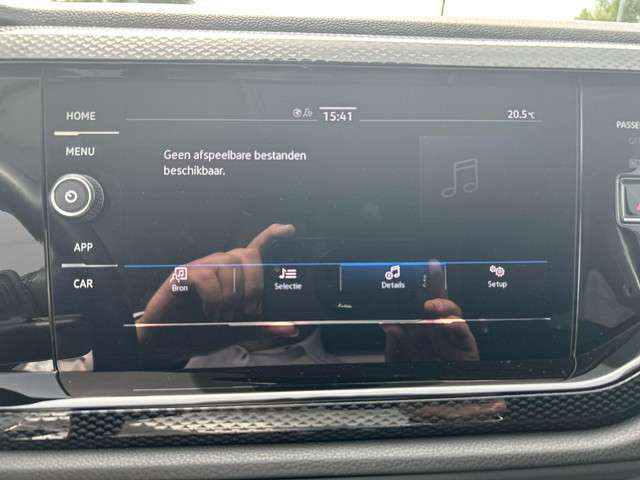 HOME
MENU
APP
CAR
15:41
20.5°C
Geen afspeelbare bestanden
beschikbaar.
Bron
Selectie
Details
Setup